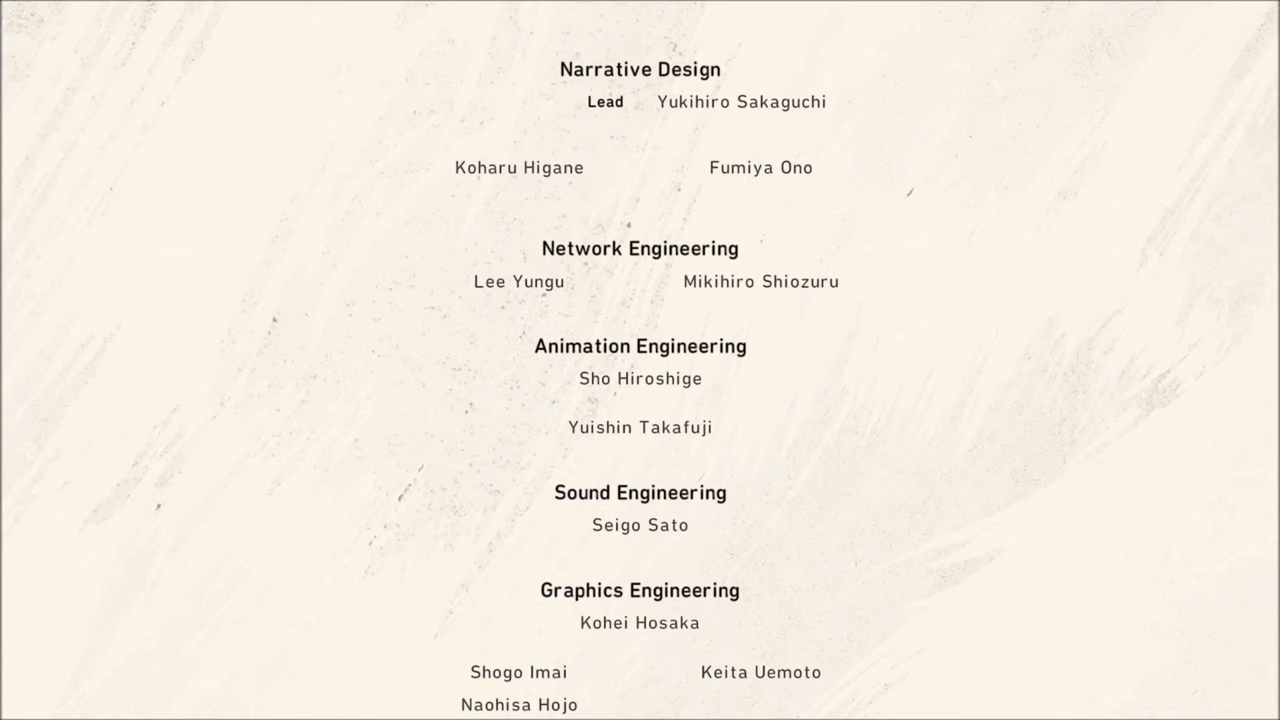 Narrative Design
Lead Yukihiro Sakaguchi
Koharu Higane Fumiya Ono
Network Engineering
Lee Yungu Mikihiro Shiozuru
Animation Engineering
Sho Hiroshige
Yuishin Takafuji
Sound Engineering
Seigo Sato
Graphics Engineering
Kohei Hosaka
Shogo Imai Keita Uemoto
Naohisa Hojo